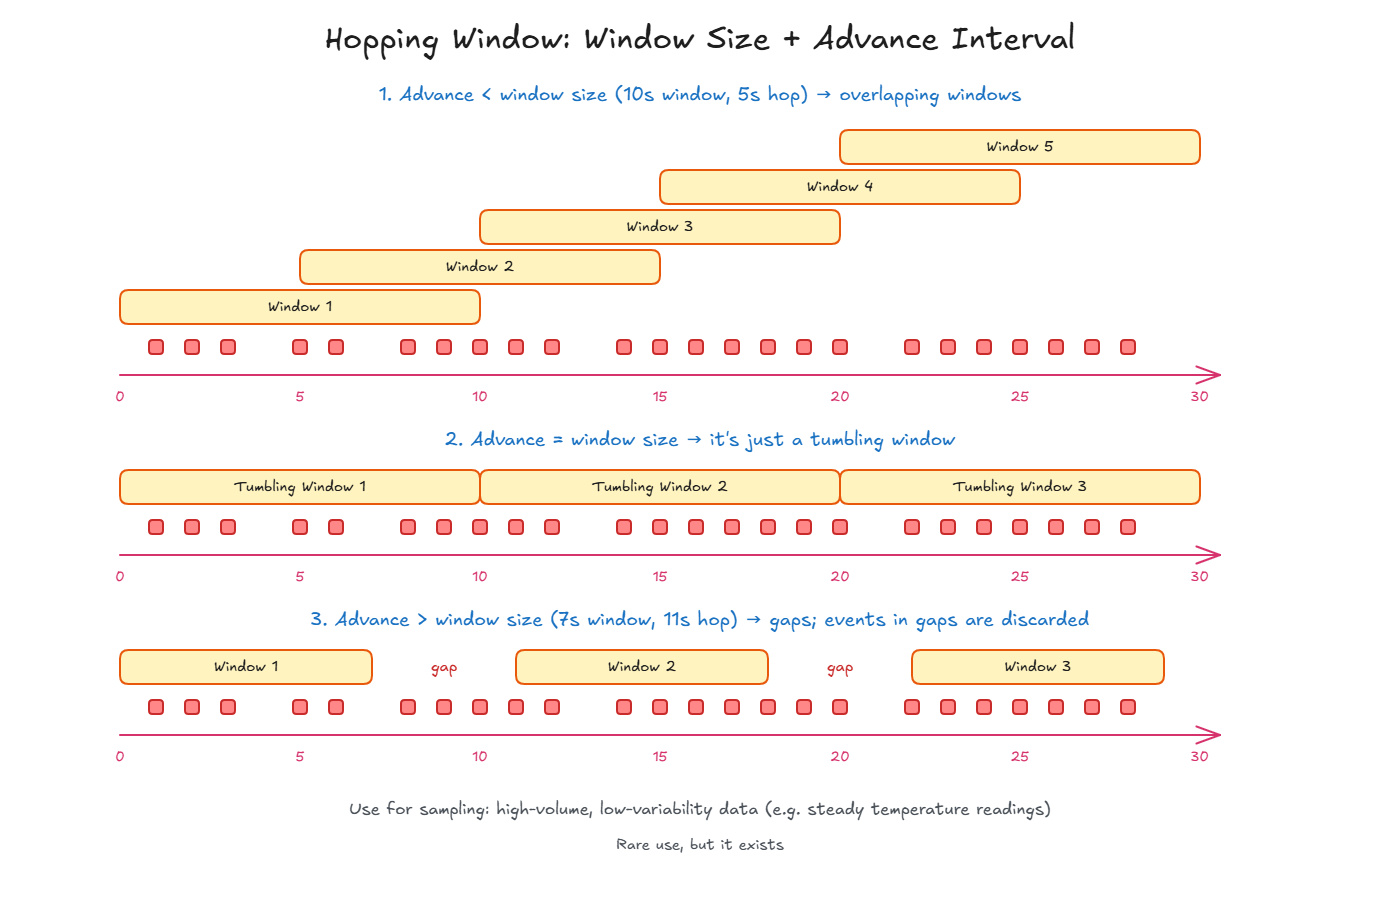 Hopping Window: Window Size + Advance Interval
1. Advance < window size (10s window, 5s hop) → overlapping windows
Window 5
Window 4
Window 3
Window 2
Window 1
0 5 10 15 20 25 30
2. Advance = window size → it's just a tumbling window
Tumbling Window 1 Tumbling Window 2 Tumbling Window 3
0 5 10 15 20 25 30
3. Advance > window size (7s window, 11s hop) → gaps; events in gaps are discarded
Window 1 gap Window 2 gap Window 3
0 5 10 15 20 25 30
Use for sampling: high-volume, low-variability data (e.g. steady temperature readings)
Rare use, but it exists